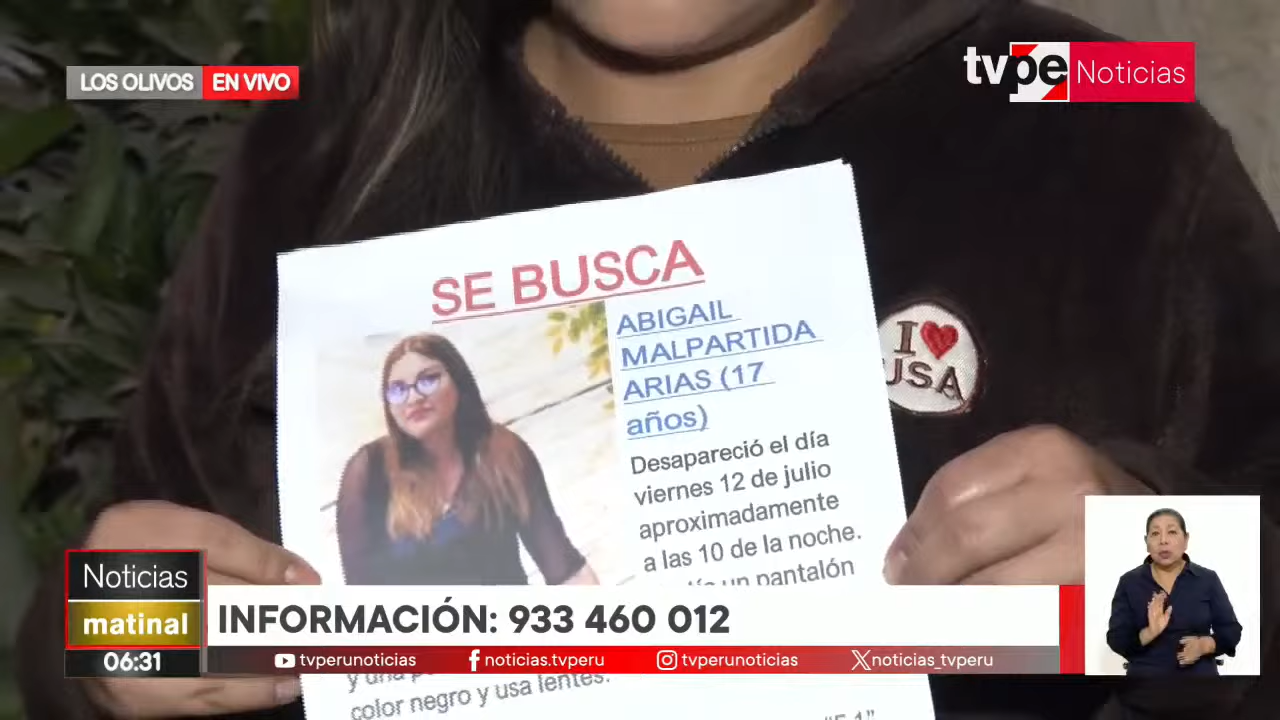 LOS OLIVOS EN VIVO
tvpe Noticias
SE BUSCA
ABIGAIL
MALPARTIDA
ARIAS (17
años)
Desapareció el día
viernes 12 de julio
aproximadamente
a las 10 de la noche.
un pantalón
I ❤ USA
Noticias
matinal
06:31
INFORMACIÓN: 933 460 012
tvperunoticias
noticias.tvperu
tvperunoticias
noticias_tvperu
y una
color negro y usa lentes.